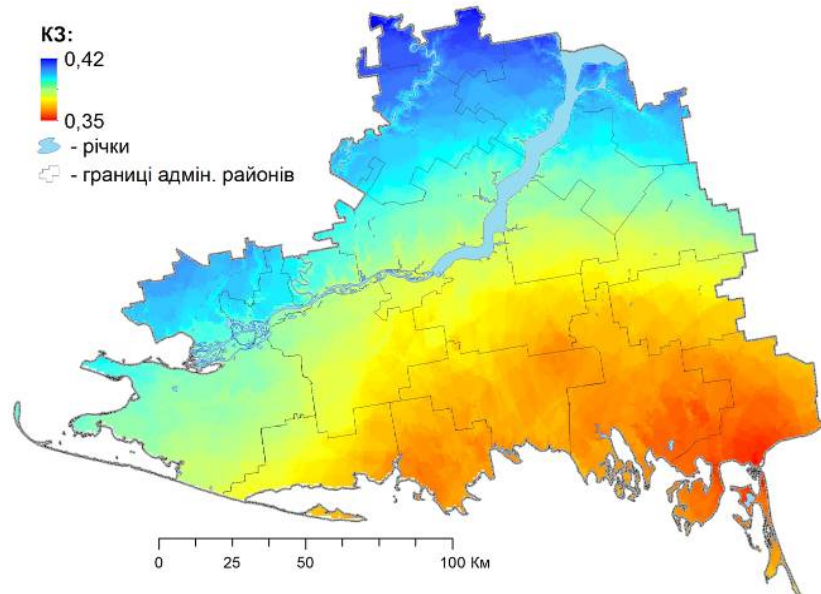 КЗ:
0,42
0,35
- річки
- границі адмін. районів
0 25 50 100 Км